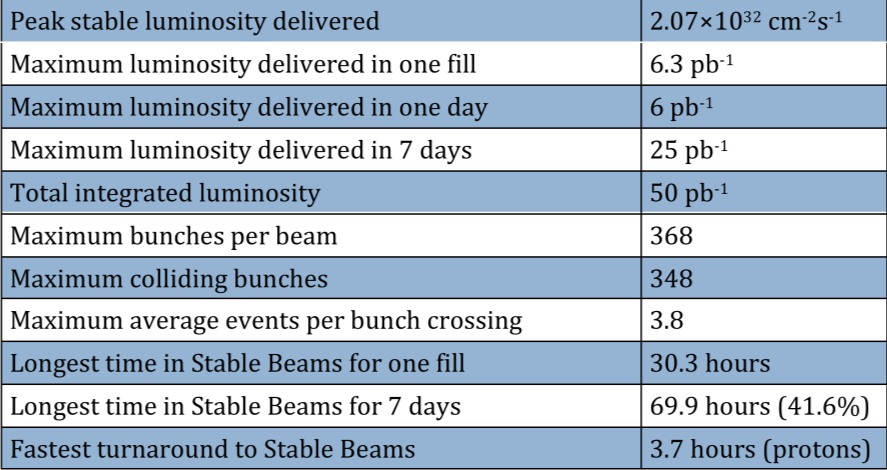 Peak stable luminosity delivered 2.07×10³² cm⁻²s⁻¹
Maximum luminosity delivered in one fill 6.3 pb⁻¹
Maximum luminosity delivered in one day 6 pb⁻¹
Maximum luminosity delivered in 7 days 25 pb⁻¹
Total integrated luminosity 50 pb⁻¹
Maximum bunches per beam 368
Maximum colliding bunches 348
Maximum average events per bunch crossing 3.8
Longest time in Stable Beams for one fill 30.3 hours
Longest time in Stable Beams for 7 days 69.9 hours (41.6%)
Fastest turnaround to Stable Beams 3.7 hours (protons)